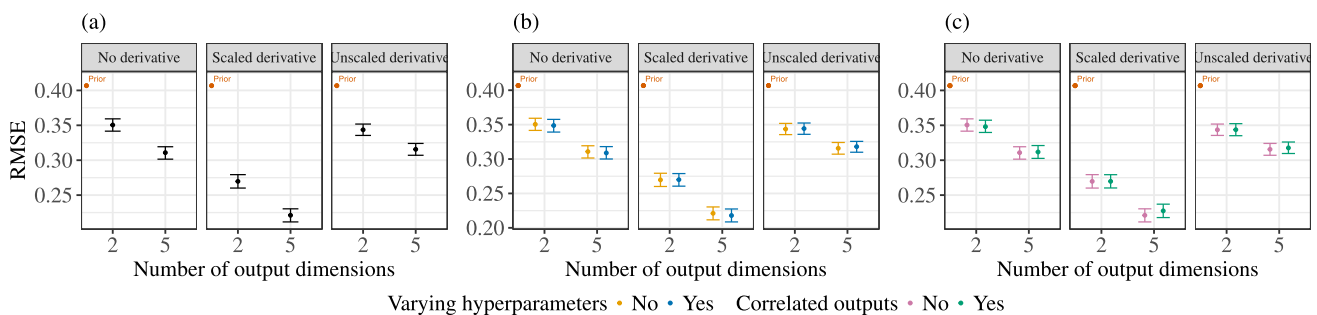 (a) (b) (c)
No derivative Scaled derivative Unscaled derivative No derivative Scaled derivative Unscaled derivative No derivative Scaled derivative Unscaled derivative
Prior Prior Prior Prior Prior Prior Prior Prior Prior
RMSE
0.40
0.35
0.30
0.25
0.40
0.35
0.30
0.25
0.20
0.40
0.35
0.30
0.25
2 5 2 5 2 5 2 5 2 5 2 5 2 5 2 5 2 5
Number of output dimensions Number of output dimensions Number of output dimensions
Varying hyperparameters No Yes Correlated outputs No Yes